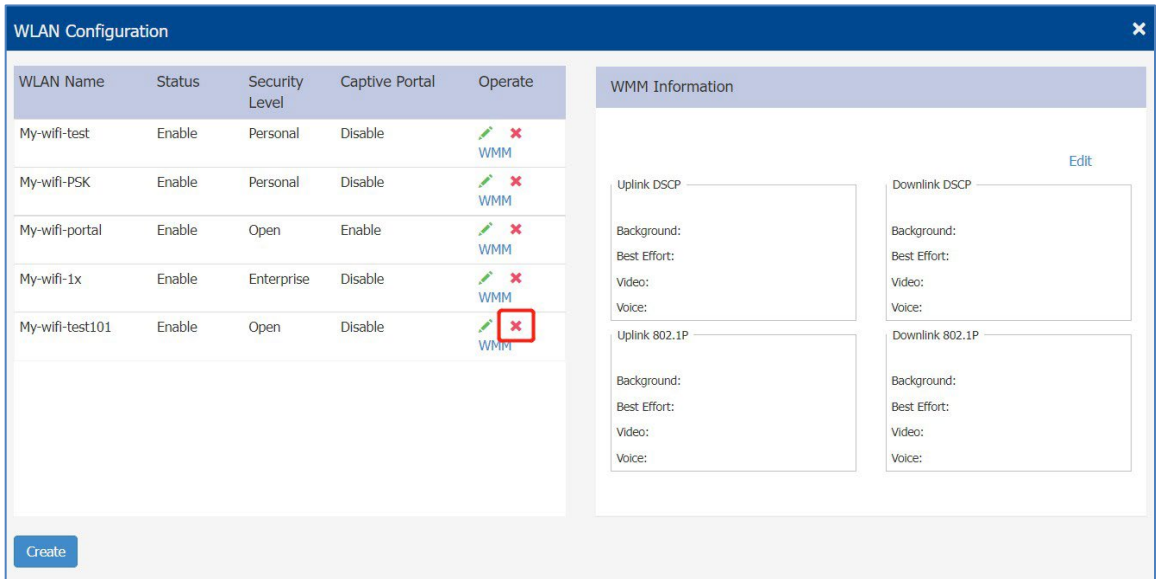 WLAN Configuration
WLAN Name Status Security Level Captive Portal Operate
My-wifi-test Enable Personal Disable
WMM
My-wifi-PSK Enable Personal Disable
WMM
My-wifi-portal Enable Open Enable
WMM
My-wifi-1x Enable Enterprise Disable
WMM
My-wifi-test101 Enable Open Disable
WMM
WMM Information
Edit
Uplink DSCP
Background:
Best Effort:
Video:
Voice:
Downlink DSCP
Background:
Best Effort:
Video:
Voice:
Uplink 802.1P
Background:
Best Effort:
Video:
Voice:
Downlink 802.1P
Background:
Best Effort:
Video:
Voice:
Create